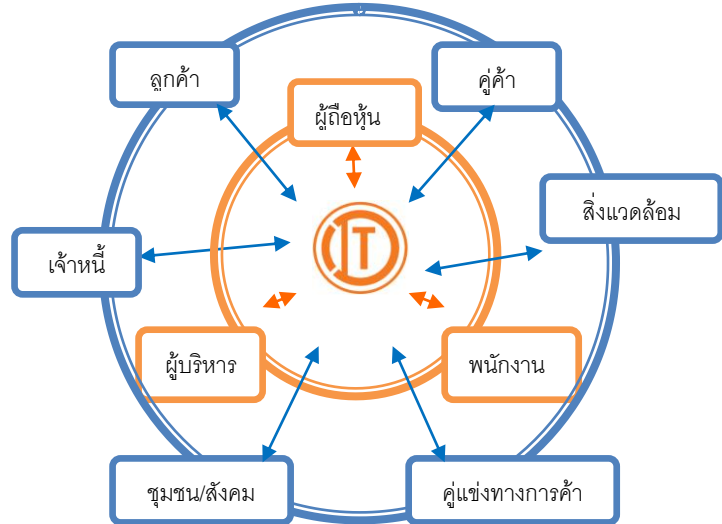 ลูกค้า
คู่ค้า
ผู้ถือหุ้น
สิ่งแวดล้อม
เจ้าหนี้
ผู้บริหาร
พนักงาน
ชุมชน/สังคม
คู่แข่งทางการค้า